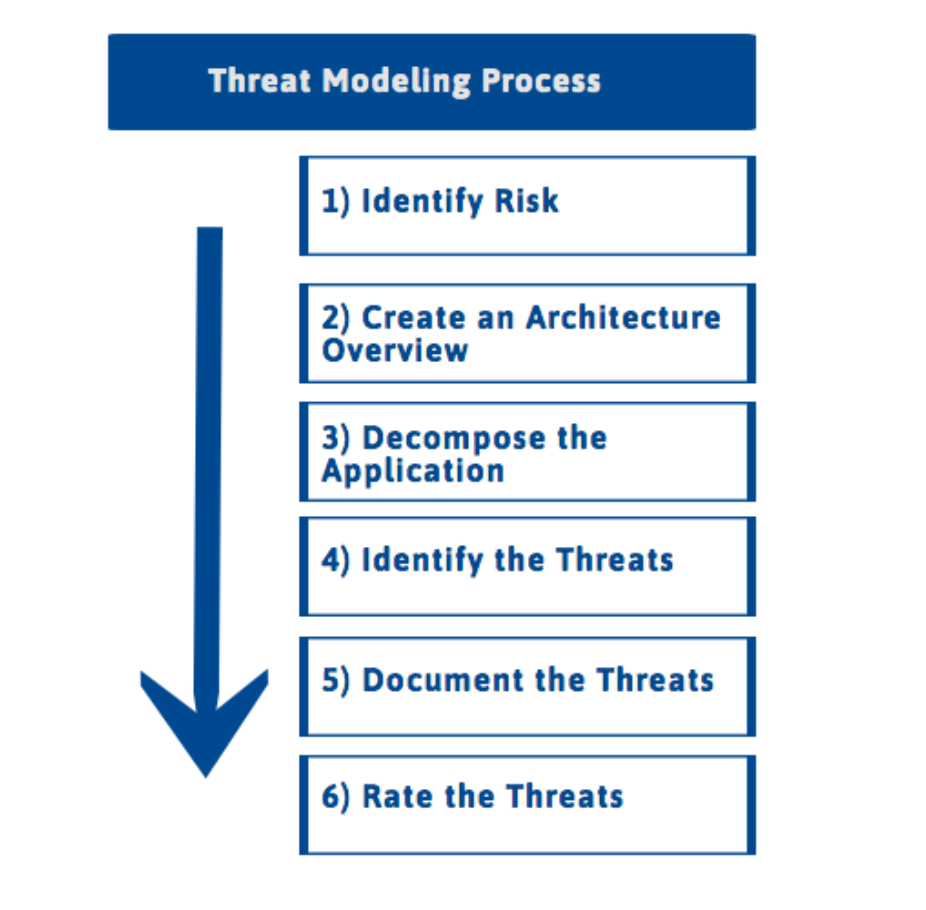 Threat Modeling Process
1) Identify Risk
2) Create an Architecture
Overview
3) Decompose the
Application
4) Identify the Threats
5) Document the Threats
6) Rate the Threats